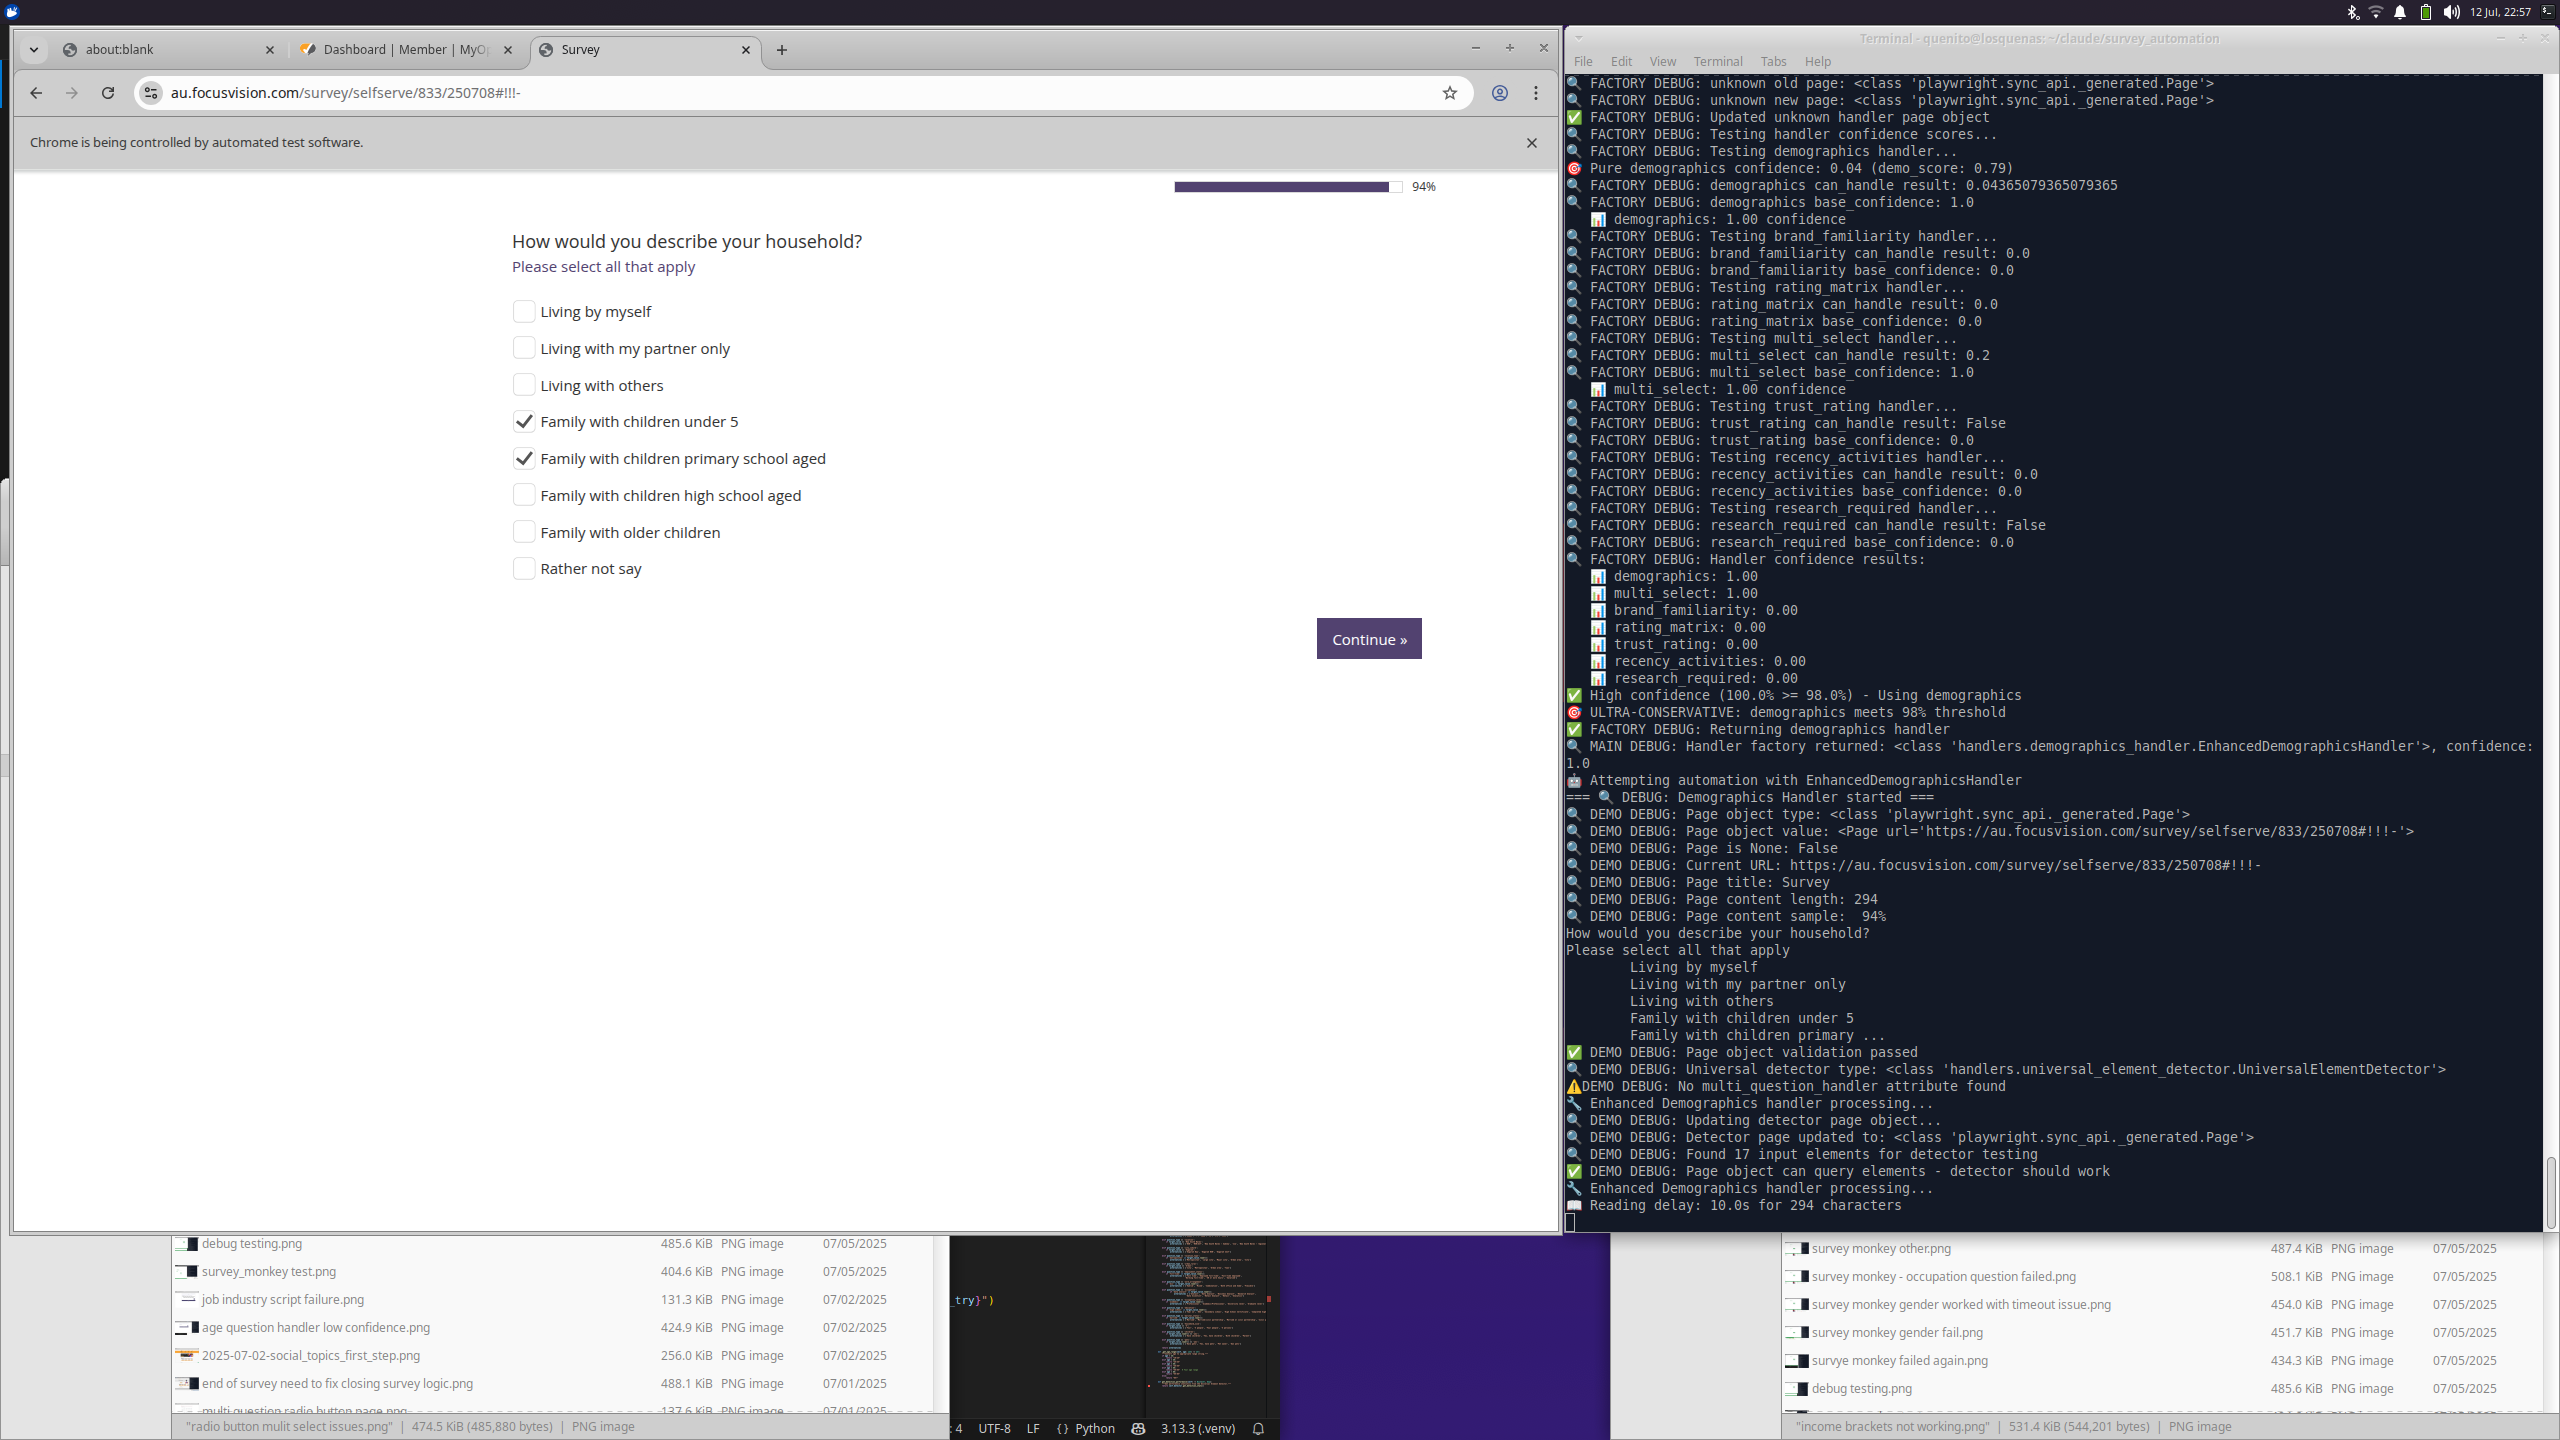 12 Jul, 22:57
about:blank
Dashboard | Member | MyOp
Survey
au.focusvision.com/survey/selfserve/833/250708#!!!-
Chrome is being controlled by automated test software.
94%
How would you describe your household?
Please select all that apply
Living by myself
Living with my partner only
Living with others
Family with children under 5
Family with children primary school aged
Family with children high school aged
Family with older children
Rather not say
Continue »
Terminal - quenito@losquenas: ~/claude/survey_automation
File Edit View Terminal Tabs Help
FACTORY DEBUG: unknown old page: <class 'playwright.sync_api._generated.Page'>
FACTORY DEBUG: unknown new page: <class 'playwright.sync_api._generated.Page'>
FACTORY DEBUG: Updated unknown handler page object
FACTORY DEBUG: Testing handler confidence scores...
FACTORY DEBUG: Testing demographics handler...
Pure demographics confidence: 0.04 (demo_score: 0.79)
FACTORY DEBUG: demographics can_handle result: 0.04365079365079365
FACTORY DEBUG: demographics base_confidence: 1.0
demographics: 1.00 confidence
FACTORY DEBUG: Testing brand_familiarity handler...
FACTORY DEBUG: brand_familiarity can_handle result: 0.0
FACTORY DEBUG: brand_familiarity base_confidence: 0.0
FACTORY DEBUG: Testing rating_matrix handler...
FACTORY DEBUG: rating_matrix can_handle result: 0.0
FACTORY DEBUG: rating_matrix base_confidence: 0.0
FACTORY DEBUG: Testing multi_select handler...
FACTORY DEBUG: multi_select can_handle result: 0.2
FACTORY DEBUG: multi_select base_confidence: 1.0
multi_select: 1.00 confidence
FACTORY DEBUG: Testing trust_rating handler...
FACTORY DEBUG: trust_rating can_handle result: False
FACTORY DEBUG: trust_rating base_confidence: 0.0
FACTORY DEBUG: Testing recency_activities handler...
FACTORY DEBUG: recency_activities can_handle result: 0.0
FACTORY DEBUG: recency_activities base_confidence: 0.0
FACTORY DEBUG: Testing research_required handler...
FACTORY DEBUG: research_required can_handle result: False
FACTORY DEBUG: research_required base_confidence: 0.0
FACTORY DEBUG: Handler confidence results:
demographics: 1.00
multi_select: 1.00
brand_familiarity: 0.00
rating_matrix: 0.00
trust_rating: 0.00
recency_activities: 0.00
research_required: 0.00
High confidence (100.0% >= 98.0%) - Using demographics
ULTRA-CONSERVATIVE: demographics meets 98% threshold
FACTORY DEBUG: Returning demographics handler
MAIN DEBUG: Handler factory returned: <class 'handlers.demographics_handler.EnhancedDemographicsHandler'>, confidence:
1.0
Attempting automation with EnhancedDemographicsHandler
=== 🔍 DEBUG: Demographics Handler started ===
DEMO DEBUG: Page object type: <class 'playwright.sync_api._generated.Page'>
DEMO DEBUG: Page object value: <Page url='https://au.focusvision.com/survey/selfserve/833/250708#!!!-'>
DEMO DEBUG: Page is None: False
DEMO DEBUG: Current URL: https://au.focusvision.com/survey/selfserve/833/250708#!!!-
DEMO DEBUG: Page title: Survey
DEMO DEBUG: Page content length: 294
DEMO DEBUG: Page content sample:  94%
How would you describe your household?
Please select all that apply
Living by myself
Living with my partner only
Living with others
Family with children under 5
Family with children primary ...
DEMO DEBUG: Page object validation passed
DEMO DEBUG: Universal detector type: <class 'handlers.universal_element_detector.UniversalElementDetector'>
DEMO DEBUG: No multi_question_handler attribute found
Enhanced Demographics handler processing...
DEMO DEBUG: Updating detector page object...
DEMO DEBUG: Detector page updated to: <class 'playwright.sync_api._generated.Page'>
DEMO DEBUG: Found 17 input elements for detector testing
DEMO DEBUG: Page object can query elements - detector should work
Enhanced Demographics handler processing...
Reading delay: 10.0s for 294 characters
debug testing.png 485.6 KiB PNG image 07/05/2025
survey_monkey test.png 404.6 KiB PNG image 07/05/2025
job industry script failure.png 131.3 KiB PNG image 07/02/2025
age question handler low confidence.png 424.9 KiB PNG image 07/02/2025
2025-07-02-social_topics_first_step.png 256.0 KiB PNG image 07/02/2025
end of survey need to fix closing survey logic.png 488.1 KiB PNG image 07/01/2025
multi question radio button page.png 137.6 KiB PNG image 07/01/2025
"radio button mulit select issues.png" | 474.5 KiB (485,880 bytes) | PNG image
_try}")
: 4 UTF-8 LF {} Python 3.13.3 (.venv)
survey monkey other.png 487.4 KiB PNG image 07/05/2025
survey monkey - occupation question failed.png 508.1 KiB PNG image 07/05/2025
survey monkey gender worked with timeout issue.png 454.0 KiB PNG image 07/05/2025
survey monkey gender fail.png 451.7 KiB PNG image 07/05/2025
survye monkey failed again.png 434.3 KiB PNG image 07/05/2025
debug testing.png 485.6 KiB PNG image 07/05/2025
"income brackets not working.png" | 531.4 KiB (544,201 bytes) | PNG image